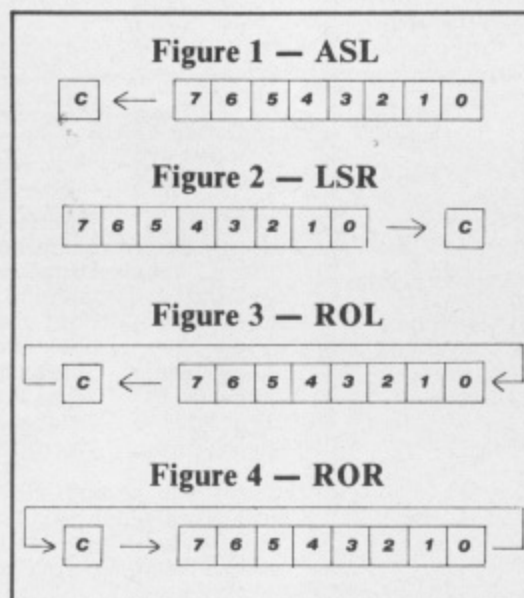 Figure 1 — ASL
C 7 6 5 4 3 2 1 0
Figure 2 — LSR
7 6 5 4 3 2 1 0 C
Figure 3 — ROL
C 7 6 5 4 3 2 1 0
Figure 4 — ROR
C 7 6 5 4 3 2 1 0